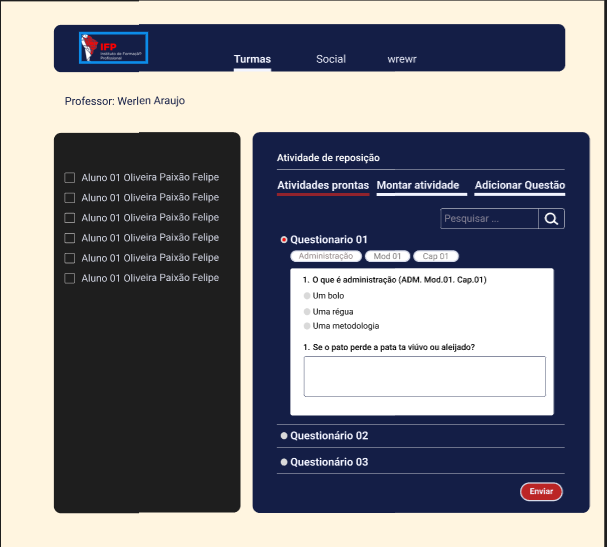 IFP
Instituto de Formação
Profissional
Turmas
Social
wrewr
Professor: Werlen Araujo
Aluno 01 Oliveira Paixão Felipe
Aluno 01 Oliveira Paixão Felipe
Aluno 01 Oliveira Paixão Felipe
Aluno 01 Oliveira Paixão Felipe
Aluno 01 Oliveira Paixão Felipe
Aluno 01 Oliveira Paixão Felipe
Atividade de reposição
Atividades prontas Montar atividade Adicionar Questão
Pesquisar ...
Questionario 01
Administração Mod 01 Cap 01
1. O que é administração (ADM. Mod.01. Cap.01)
Um bolo
Uma régua
Uma metodologia
1. Se o pato perde a pata ta viúvo ou aleijado?
Questionário 02
Questionário 03
Enviar